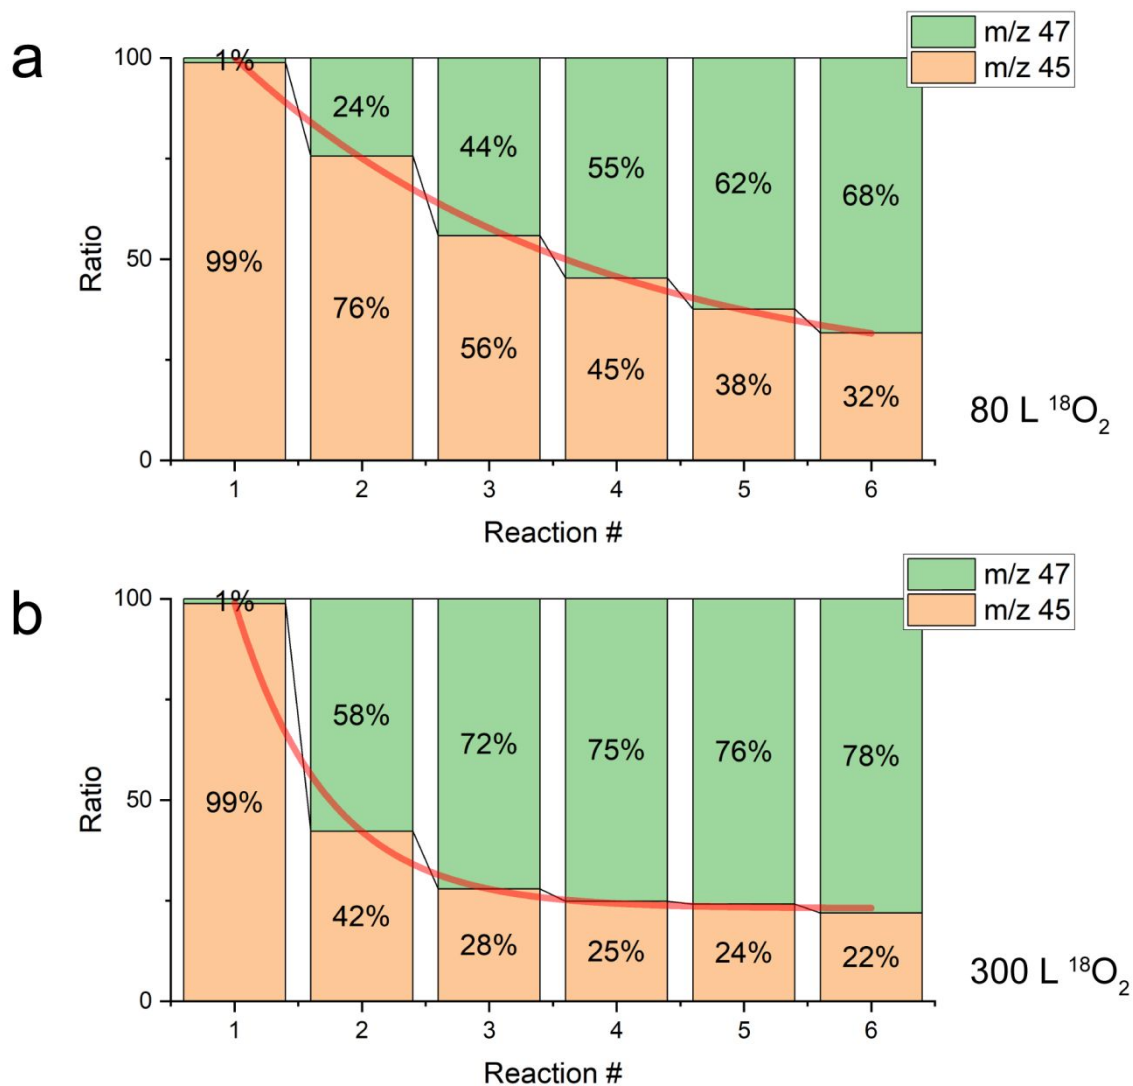 a
m/z 47
m/z 45
100
50
0
Ratio
1%
24%
44%
55%
62%
68%
99%
76%
56%
45%
38%
32%
80 L ¹⁸O₂
1 2 3 4 5 6
Reaction #
b
m/z 47
m/z 45
100
50
0
Ratio
1%
58%
72%
75%
76%
78%
99%
42%
28%
25%
24%
22%
300 L ¹⁸O₂
1 2 3 4 5 6
Reaction #